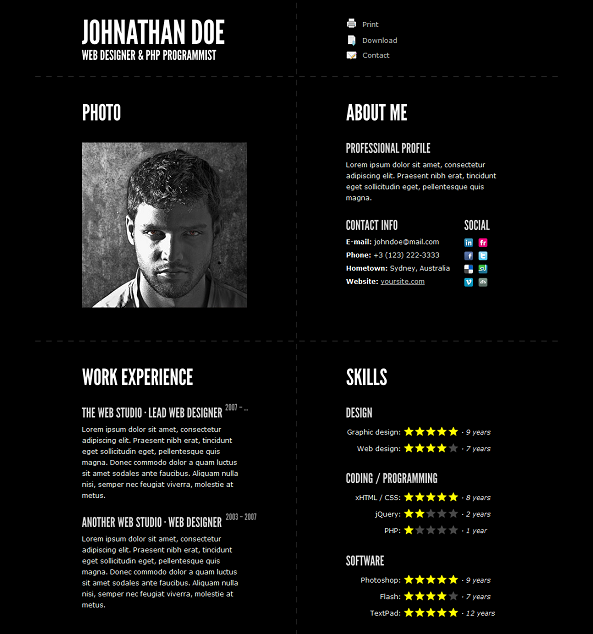 JOHNATHAN DOE
WEB DESIGNER & PHP PROGRAMMIST
Print
Download
Contact
PHOTO
ABOUT ME
PROFESSIONAL PROFILE
Lorem ipsum dolor sit amet, consectetur
adipiscing elit. Praesent nibh erat, tincidunt
eget sollicitudin eget, pellentesque quis
magna.
CONTACT INFO
E-mail: johndoe@mail.com
Phone: +3 (123) 222-3333
Hometown: Sydney, Australia
Website: yoursite.com
SOCIAL
in
fr
f
t
V
WORK EXPERIENCE
THE WEB STUDIO · LEAD WEB DESIGNER 2007 – ...
Lorem ipsum dolor sit amet, consectetur
adipiscing elit. Praesent nibh erat, tincidunt
eget sollicitudin eget, pellentesque quis
magna. Donec commodo dolor a quam luctus
sit amet sodales ante faucibus. Aliquam nulla
nisi, semper nec feugiat viverra, molestie at
metus.
ANOTHER WEB STUDIO · WEB DESIGNER 2003 – 2007
Lorem ipsum dolor sit amet, consectetur
adipiscing elit. Praesent nibh erat, tincidunt
eget sollicitudin eget, pellentesque quis
magna. Donec commodo dolor a quam luctus
sit amet sodales ante faucibus. Aliquam nulla
nisi, semper nec feugiat viverra, molestie at
metus.
SKILLS
DESIGN
Graphic design: · 9 years
Web design: · 7 years
CODING / PROGRAMMING
xHTML / CSS: · 8 years
jQuery: · 2 years
PHP: · 1 year
SOFTWARE
Photoshop: · 9 years
Flash: · 7 years
TextPad: · 12 years